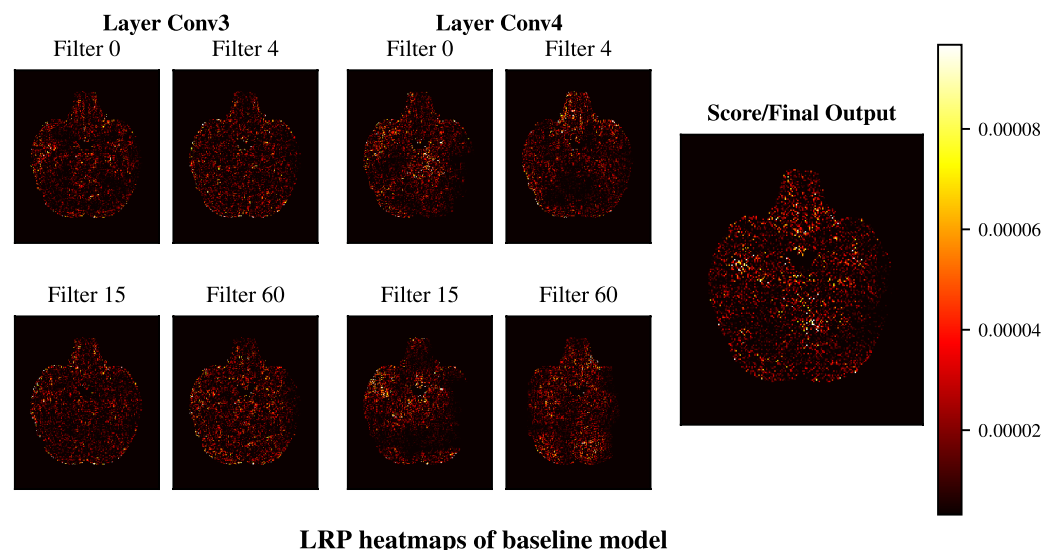 Layer Conv3
Layer Conv4
Filter 0
Filter 4
Filter 0
Filter 4
Score/Final Output
0.00008
0.00006
0.00004
0.00002
Filter 15
Filter 60
Filter 15
Filter 60
LRP heatmaps of baseline model